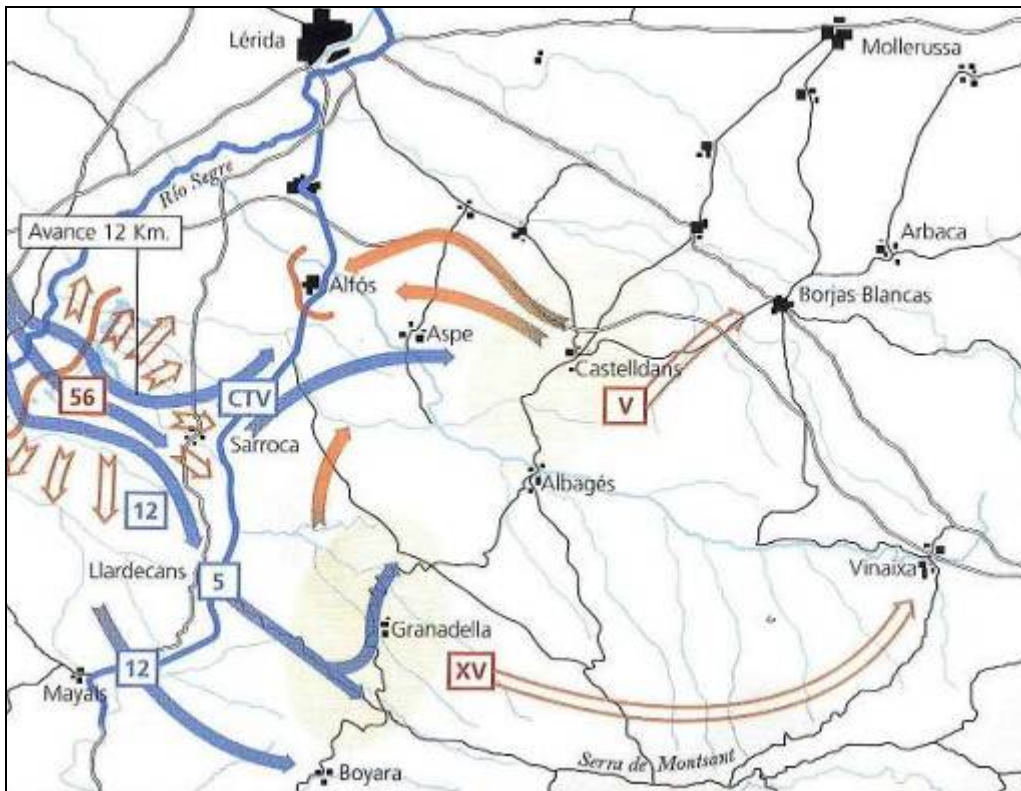 Lérida
Mollerussa
Río Segre
Avance 12 Km.
Arbaca
Alfós
Borjas Blancas
Aspe
Castelldans
56
CTV
V
Sarroca
Albagés
12
Llardecans
5
Vinaixa
Granadella
12
XV
Mayals
Serra de Montsant
Boyara